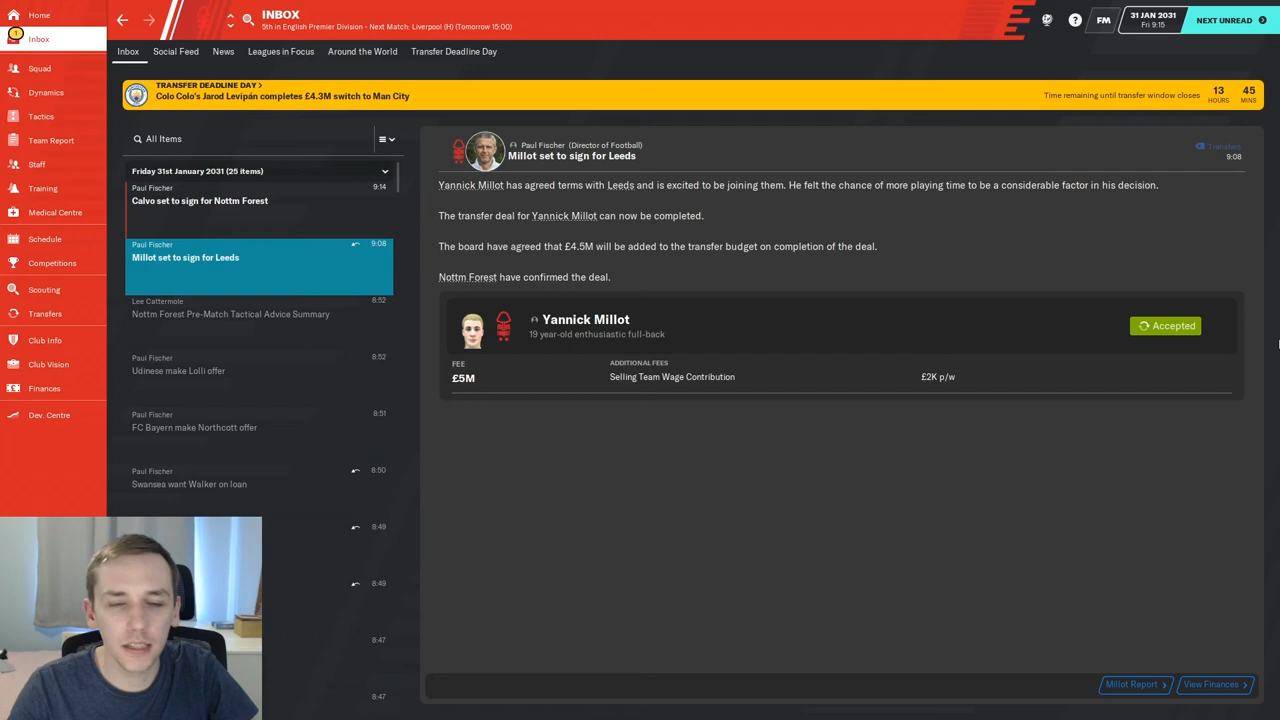 Home
1
Inbox
Squad
Dynamics
Tactics
Team Report
Staff
Training
Medical Centre
Schedule
Competitions
Scouting
Transfers
Club Info
Club Vision
Finances
Dev. Centre
INBOX
5th in English Premier Division - Next Match: Liverpool (H) (Tomorrow 15:00)
?
FM
31 JAN 2031
Fri 9:15
NEXT UNREAD
Inbox Social Feed News Leagues in Focus Around the World Transfer Deadline Day
TRANSFER DEADLINE DAY >
Colo Colo's Jarod Levipán completes £4.3M switch to Man City
Time remaining until transfer window closes
13 HOURS
45 MINS
All Items
Friday 31st January 2031 (25 items)
Paul Fischer 9:14
Calvo set to sign for Nottm Forest
Paul Fischer 9:08
Millot set to sign for Leeds
Lee Cattermole 8:52
Nottm Forest Pre-Match Tactical Advice Summary
Paul Fischer 8:52
Udinese make Lolli offer
Paul Fischer 8:51
FC Bayern make Northcott offer
Paul Fischer 8:50
Swansea want Walker on loan
8:49
8:49
8:47
8:47
Paul Fischer (Director of Football)
Millot set to sign for Leeds
Transfers
9:08
Yannick Millot has agreed terms with Leeds and is excited to be joining them. He felt the chance of more playing time to be a considerable factor in his decision.
The transfer deal for Yannick Millot can now be completed.
The board have agreed that £4.5M will be added to the transfer budget on completion of the deal.
Nottm Forest have confirmed the deal.
Yannick Millot
19 year-old enthusiastic full-back
Accepted
FEE
£5M
ADDITIONAL FEES
Selling Team Wage Contribution £2K p/w
Millot Report >
View Finances >